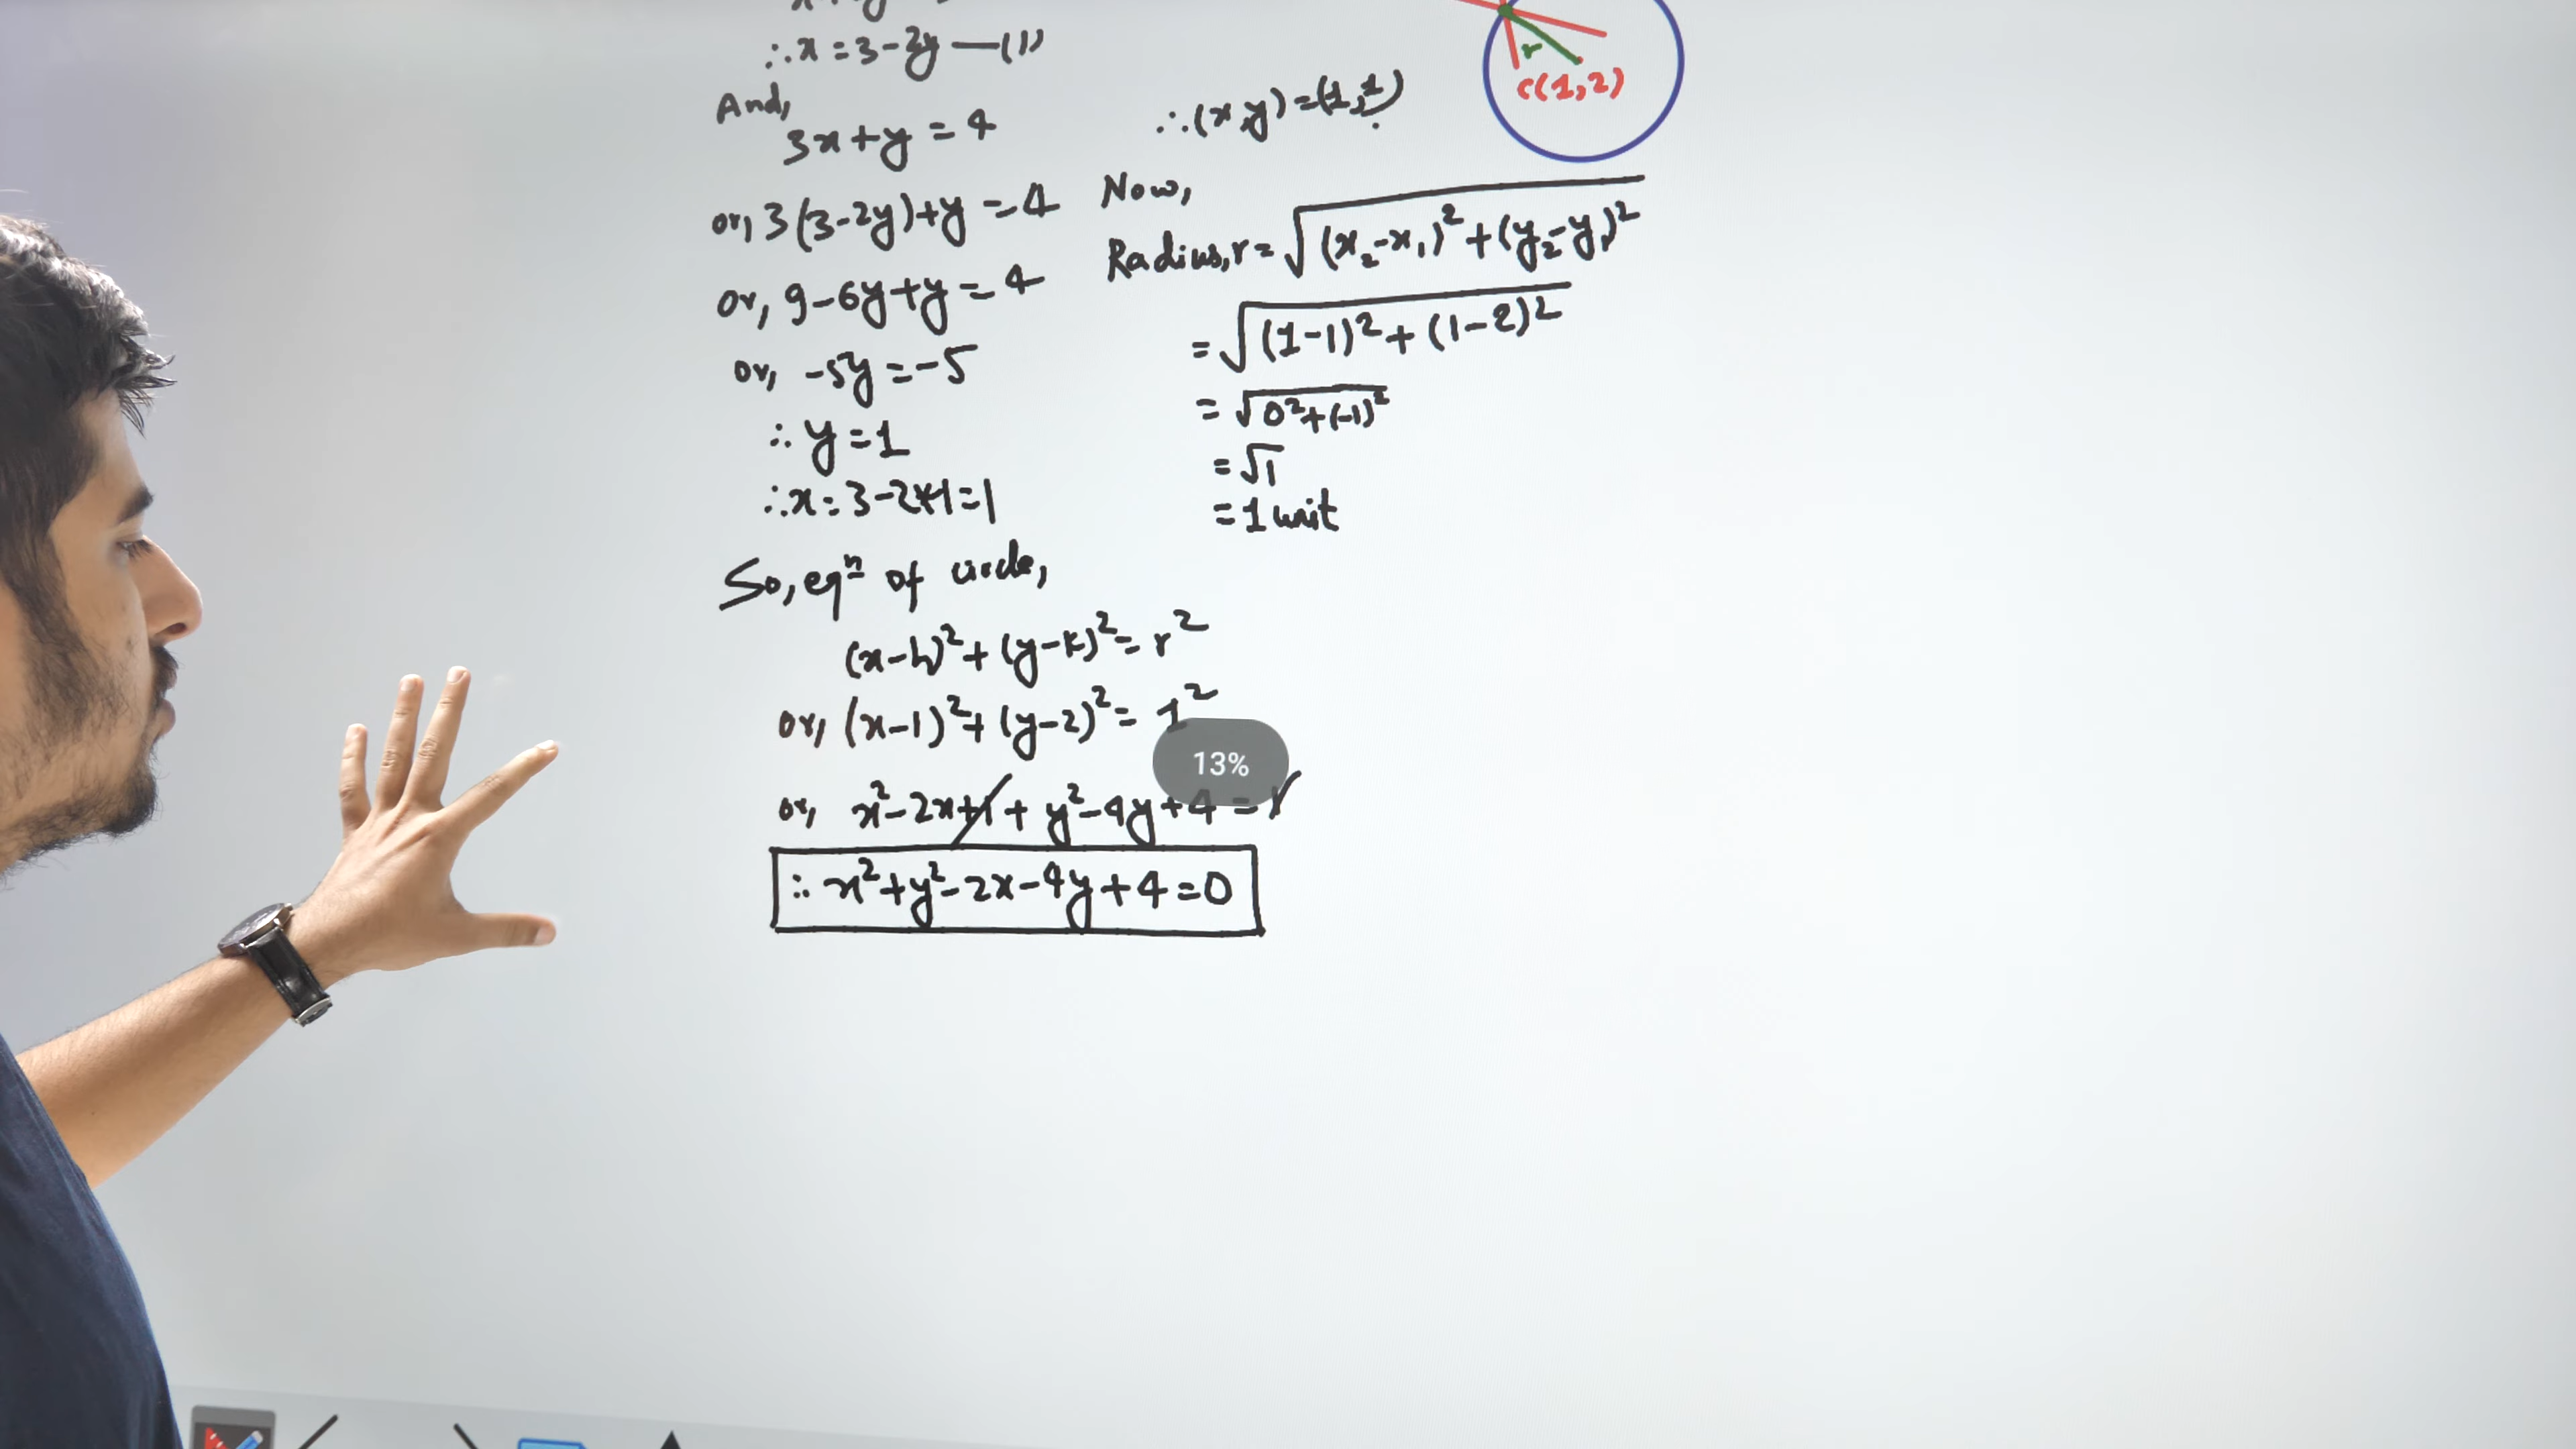 ∴ x = 3 - 2y — (1)
And,
3x + y = 4
or, 3(3-2y)+y = 4
or, 9-6y+y = 4
or, -5y = -5
∴ y = 1
∴ x = 3-2*1 = 1
∴ (x,y) = (1,1)
r
C(1,2)
Now,
Radius, r = √((x₂-x₁)²+(y₂-y₁)²)
= √((1-1)²+(1-2)²)
= √(0²+(-1)²)
= √1
= 1 unit
So, eqⁿ of circle,
(x-h)²+(y-k)² = r²
or, (x-1)²+(y-2)² = 1²
13%
or, x²-2x+1+y²-4y+4 = 1
∴ x²+y²-2x-4y+4=0